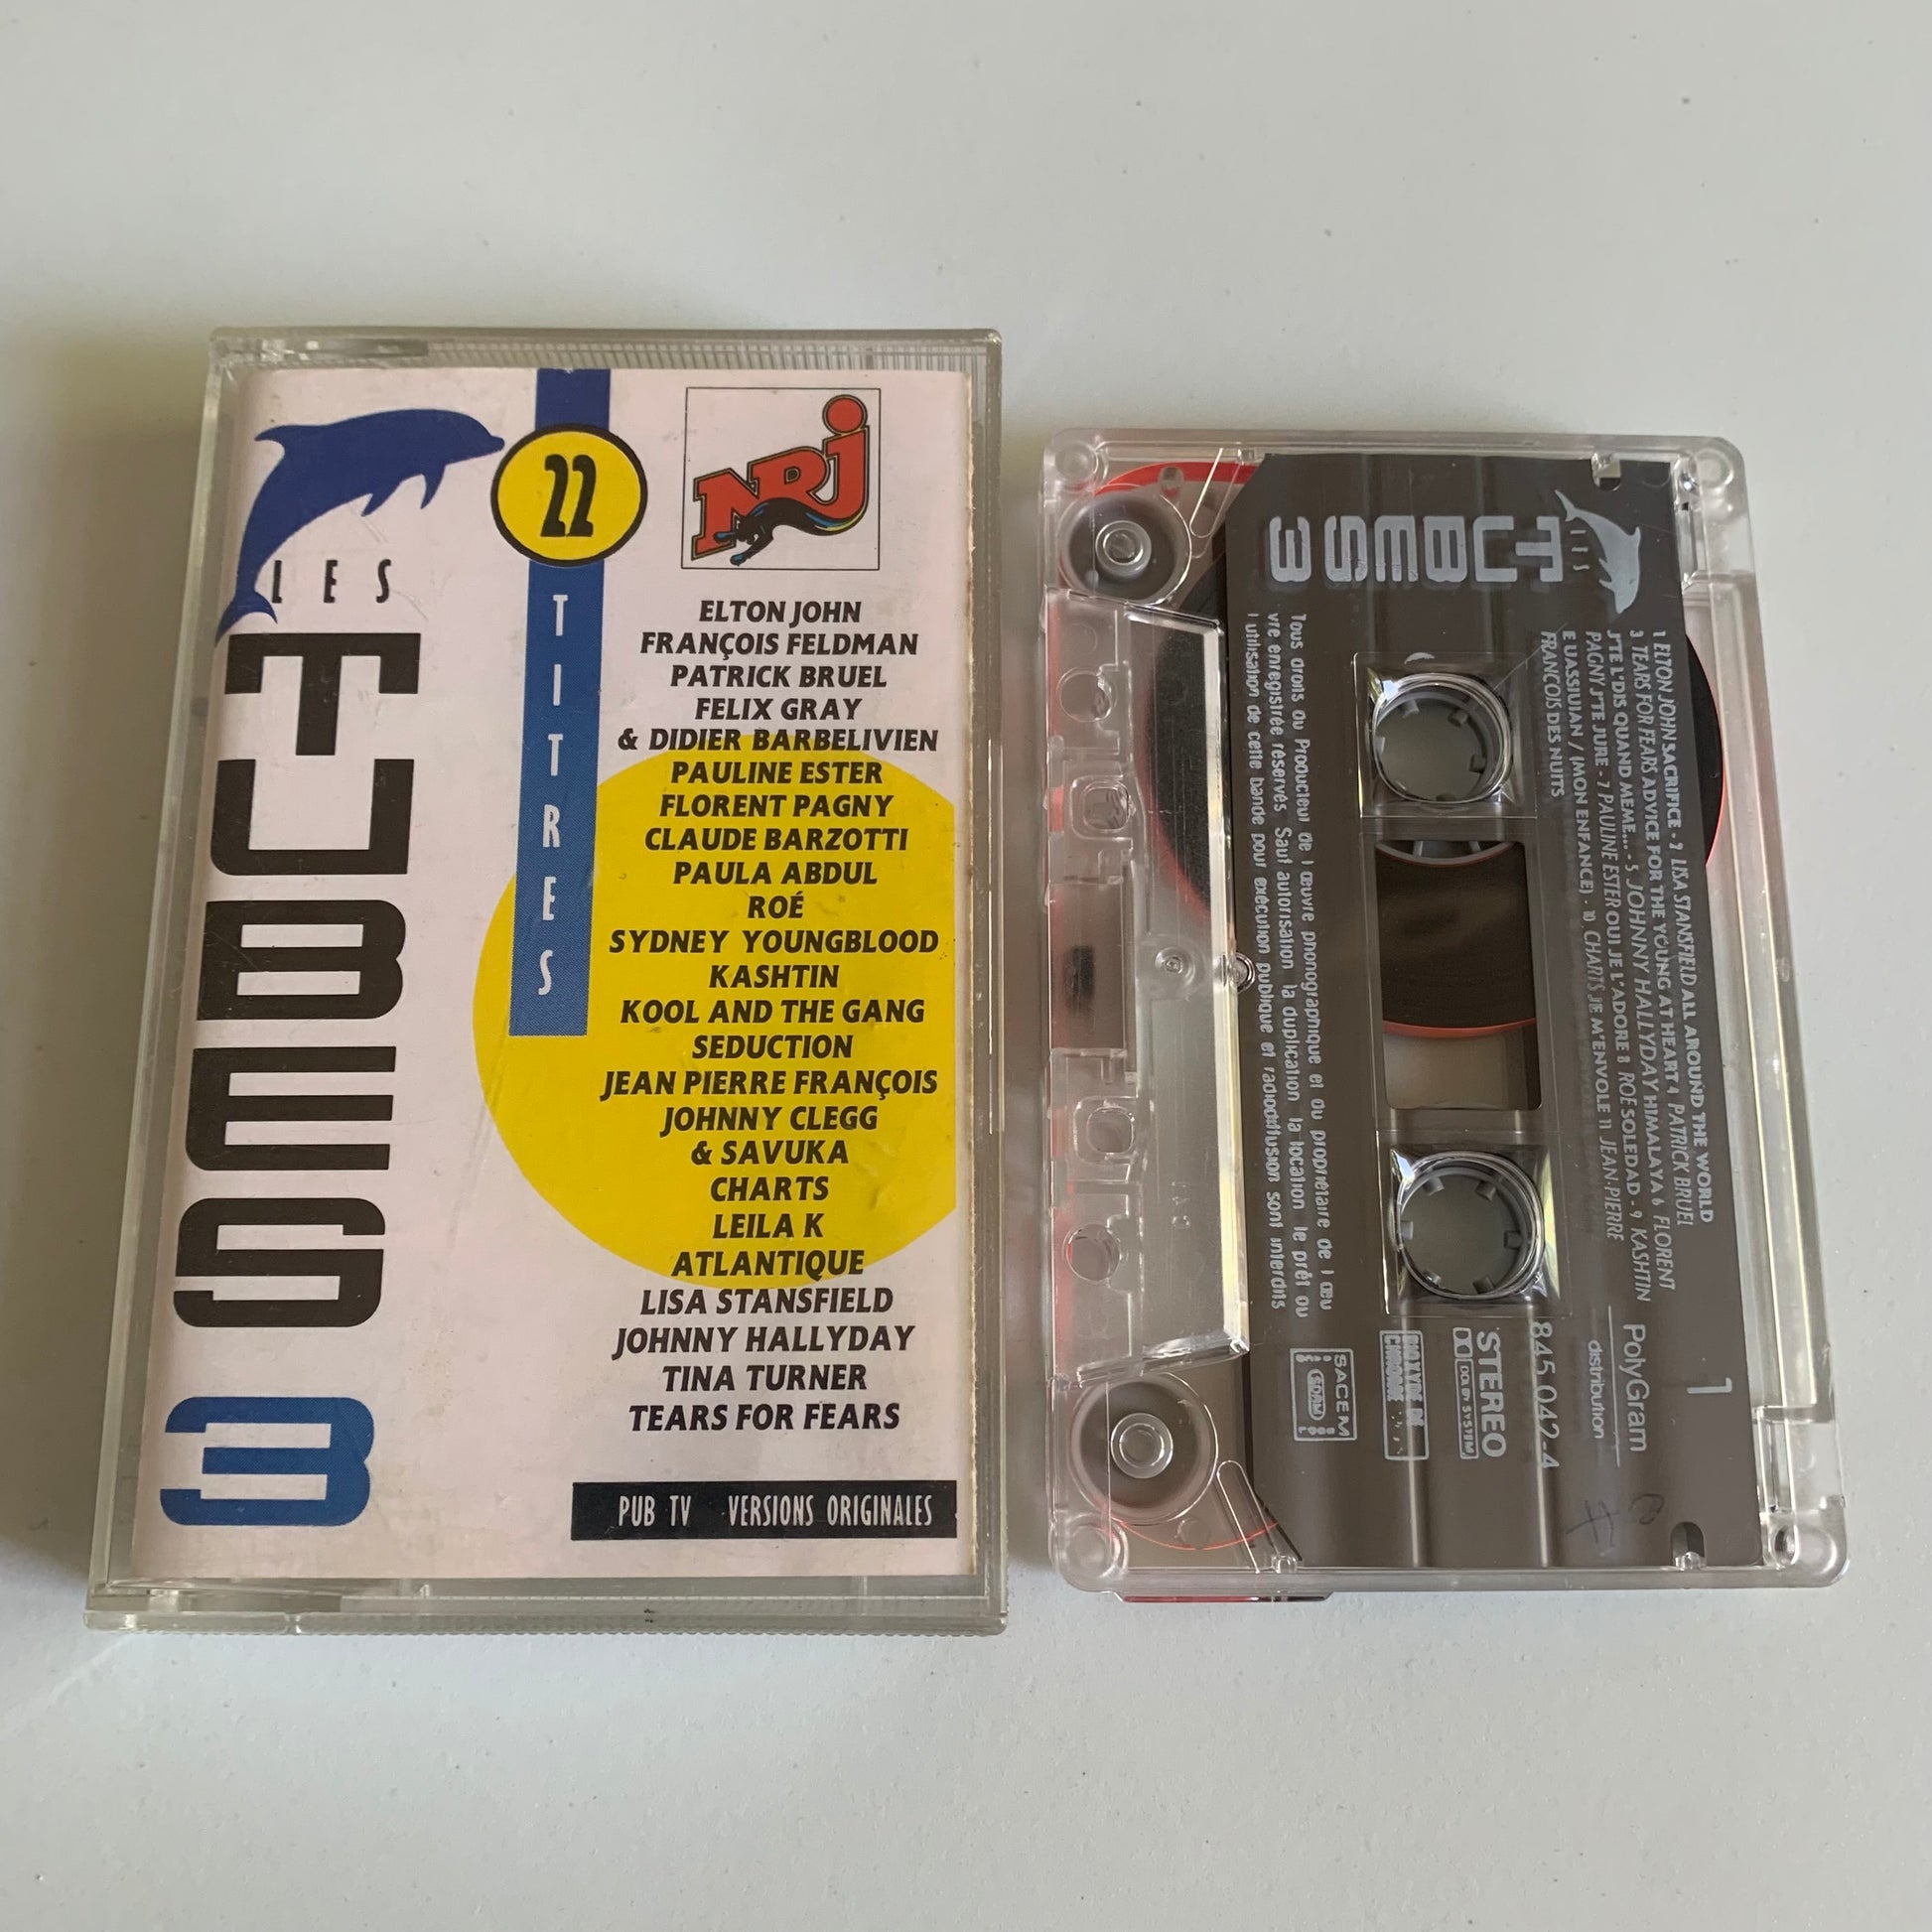 LES
TUBES
3
22
TITRES
NRJ
ELTON JOHN
FRANÇOIS FELDMAN
PATRICK BRUEL
FELIX GRAY
& DIDIER BARBELIVIEN
PAULINE ESTER
FLORENT PAGNY
CLAUDE BARZOTTI
PAULA ABDUL
ROÉ
SYDNEY YOUNGBLOOD
KASHTIN
KOOL AND THE GANG
SEDUCTION
JEAN PIERRE FRANÇOIS
JOHNNY CLEGG
& SAVUKA
CHARTS
LEILA K
ATLANTIQUE
LISA STANSFIELD
JOHNNY HALLYDAY
TINA TURNER
TEARS FOR FEARS
PUB TV VERSIONS ORIGINALES
LES
TUBES
3
1 ELTON JOHN SACRIFICE - 2 LISA STANSFIELD ALL AROUND THE WORLD
3 TEARS FOR FEARS ADVICE FOR THE YOUNG AT HEART 4 PATRICK BRUEL
J'TE L'DIS QUAND MEME... - 5 JOHNNY HALLYDAY HIMALAYA 6 FLORENT
PAGNY J'TE JURE - 7 PAULINE ESTER OUI JE L'ADORE 8 ROE SOLEDAD - 9 KASHTIN
E UASSIUIAN / (MON ENFANCE) - 10 CHARTS JE M'ENVOLE 11 JEAN-PIERRE
FRANCOIS DES NUITS
Tous droits du Producteur de l œuvre phonographique et du propriétaire de l œu
vre enregistrée réservés Sauf autorisation la duplication la location le prêt ou
l utilisation de cette bande pour exécution publique et radiodiffusion sont interdits
1
PolyGram
distribution
845 042-4
STEREO
DOLBY SYSTEM
BIOXYDE DE
CHROME
SACEM
SDRM